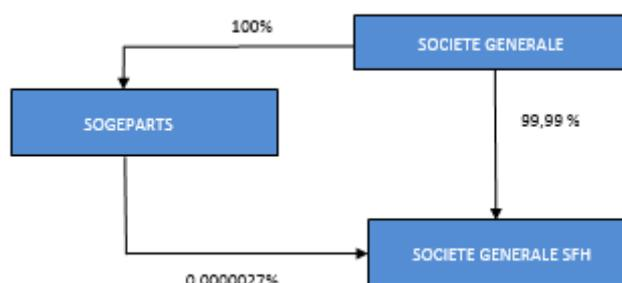 100%
SOCIETE GENERALE
SOGEPARTS
99,99 %
SOCIETE GENERALE SFH
0,0000027%